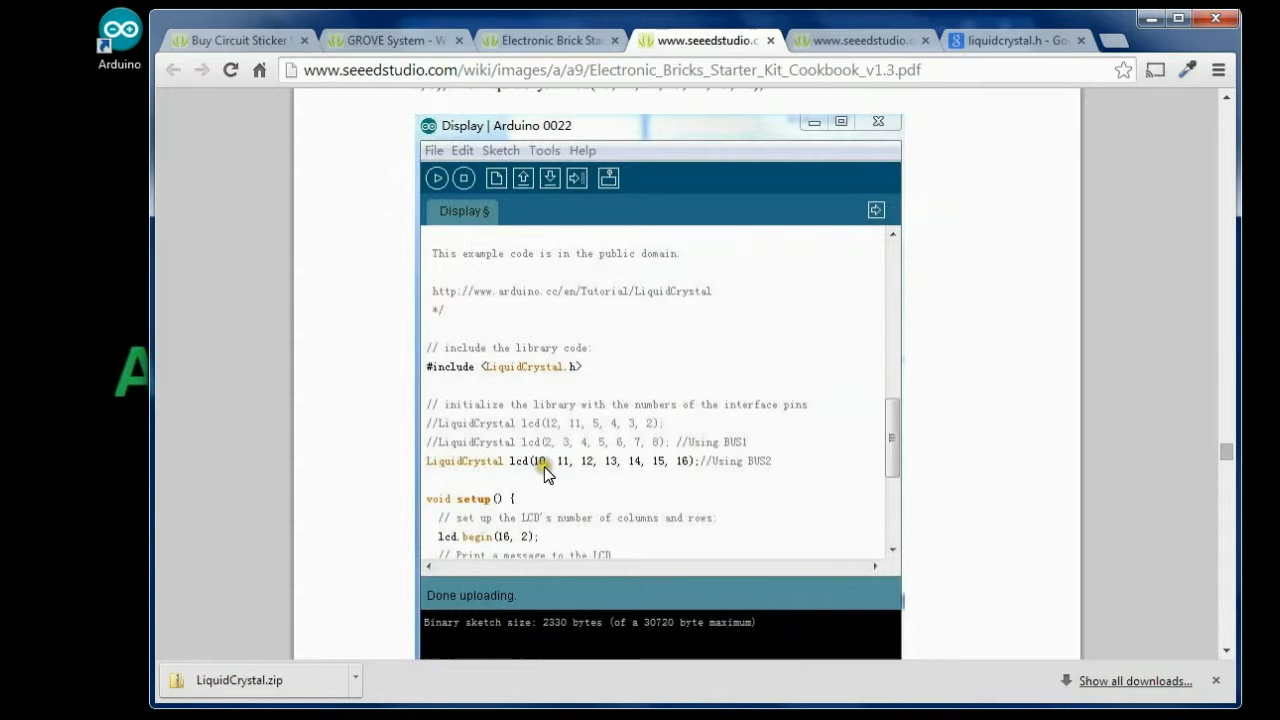 Arduino
Buy Circuit Sticker
GROVE System - W
Electronic Brick Sta
www.seeedstudio.c
www.seeedstudio.c
liquidcrystal.h - Go
www.seeedstudio.com/wiki/images/a/a9/Electronic_Bricks_Starter_Kit_Cookbook_v1.3.pdf
Display | Arduino 0022
File Edit Sketch Tools Help
Display §
This example code is in the public domain.
http://www.arduino.cc/en/Tutorial/LiquidCrystal
*/
// include the library code:
#include <LiquidCrystal.h>
// initialize the library with the numbers of the interface pins
//LiquidCrystal lcd(12, 11, 5, 4, 3, 2);
//LiquidCrystal lcd(2, 3, 4, 5, 6, 7, 8); //Using BUS1
LiquidCrystal lcd(10, 11, 12, 13, 14, 15, 16);//Using BUS2
void setup() {
// set up the LCD's number of columns and rows:
lcd.begin(16, 2);
// Print a message to the LCD
Done uploading.
Binary sketch size: 2330 bytes (of a 30720 byte maximum)
A
LiquidCrystal.zip
Show all downloads...